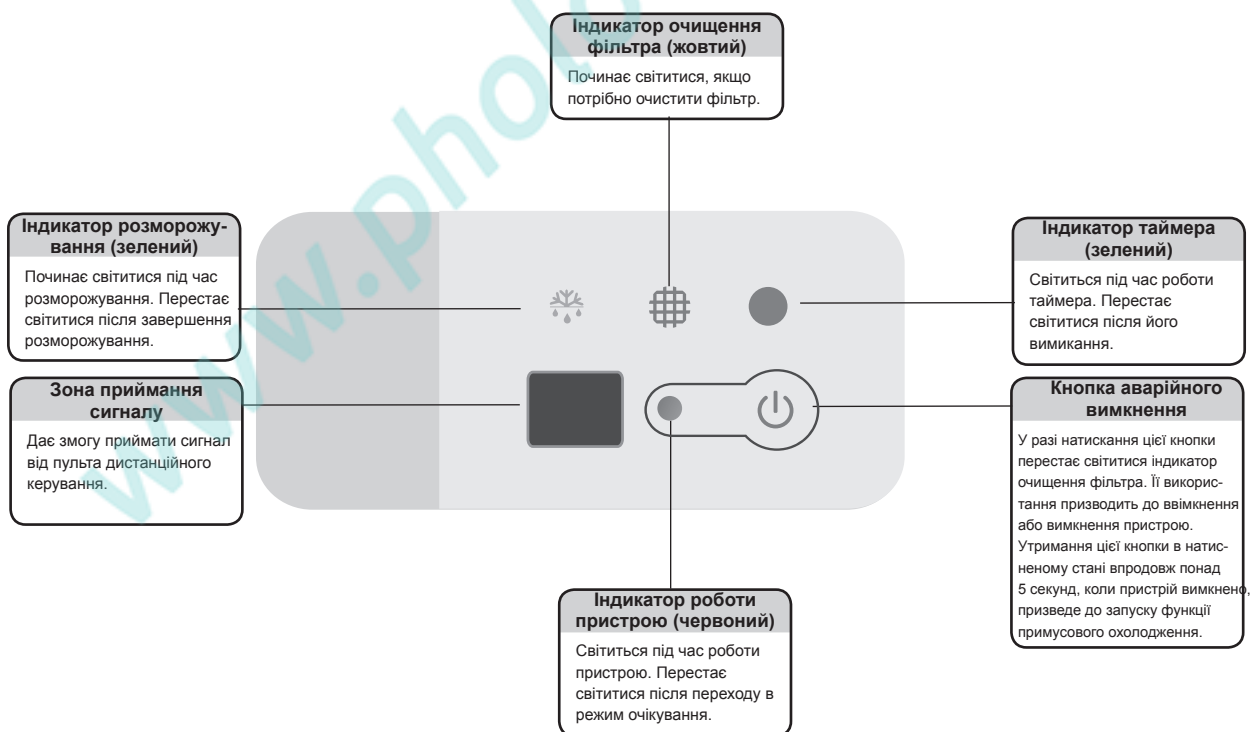 Індикатор очищення
фільтра (жовтий)
Починає світитися, якщо
потрібно очистити фільтр.
Індикатор розморожу-
вання (зелений)
Починає світитися під час
розморожування. Перестає
світитися після завершення
розморожування.
Зона приймання
сигналу
Дає змогу приймати сигнал
від пульта дистанційного
керування.
Індикатор таймера
(зелений)
Світиться під час роботи
таймера. Перестає
світитися після його
вимикання.
Кнопка аварійного
вимкнення
У разі натискання цієї кнопки
перестає світитися індикатор
очищення фільтра. Її викорис-
тання призводить до ввімкнення
або вимкнення пристрою.
Утримання цієї кнопки в натис-
неному стані впродовж понад
5 секунд, коли пристрій вимкнено,
призведе до запуску функції
примусового охолодження.
Індикатор роботи
пристрою (червоний)
Світиться під час роботи
пристрою. Перестає
світитися після переходу в
режим очікування.
www.pholo